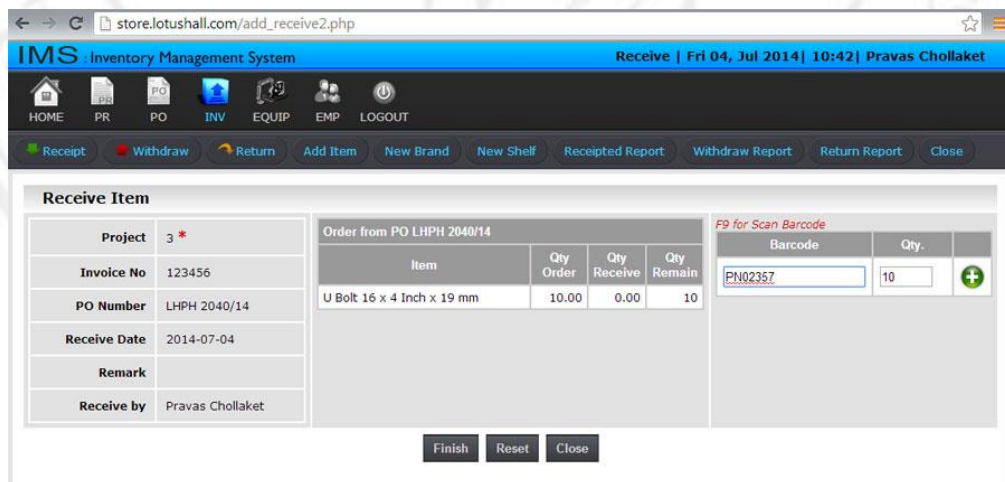 store.lotushall.com/add_receive2.php
IMS : Inventory Management System
Receive | Fri 04, Jul 2014| 10:42| Pravas Chollaket
HOME PR PO INV EQUIP EMP LOGOUT
Receipt Withdraw Return Add Item New Brand New Shelf Receipted Report Withdraw Report Return Report Close
Receive Item
Project 3 *
Invoice No 123456
PO Number LHPH 2040/14
Receive Date 2014-07-04
Remark
Receive by Pravas Chollaket
Order from PO LHPH 2040/14
Item Qty Order Qty Receive Qty Remain
U Bolt 16 x 4 Inch x 19 mm 10.00 0.00 10
F9 for Scan Barcode
Barcode Qty.
PN02357 10
Finish Reset Close